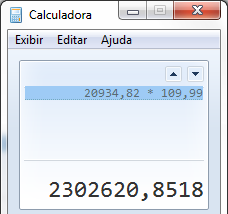 Calculadora
Exibir Editar Ajuda
20934,82 * 109,99
2302620,8518